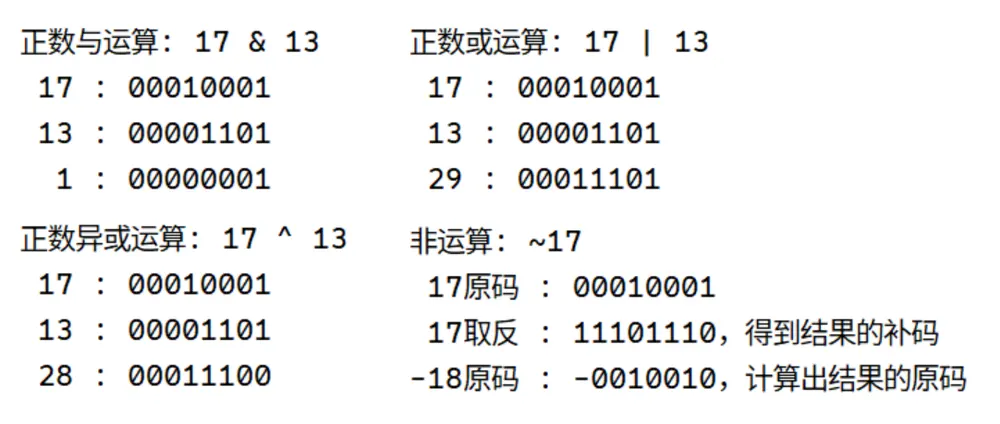 正数与运算: 17 & 13
17 : 00010001
13 : 00001101
1 : 00000001
正数或运算: 17 | 13
17 : 00010001
13 : 00001101
29 : 00011101
正数异或运算: 17 ^ 13
17 : 00010001
13 : 00001101
28 : 00011100
非运算: ~17
17原码 : 00010001
17取反 : 11101110，得到结果的补码
-18原码 : -0010010，计算出结果的原码